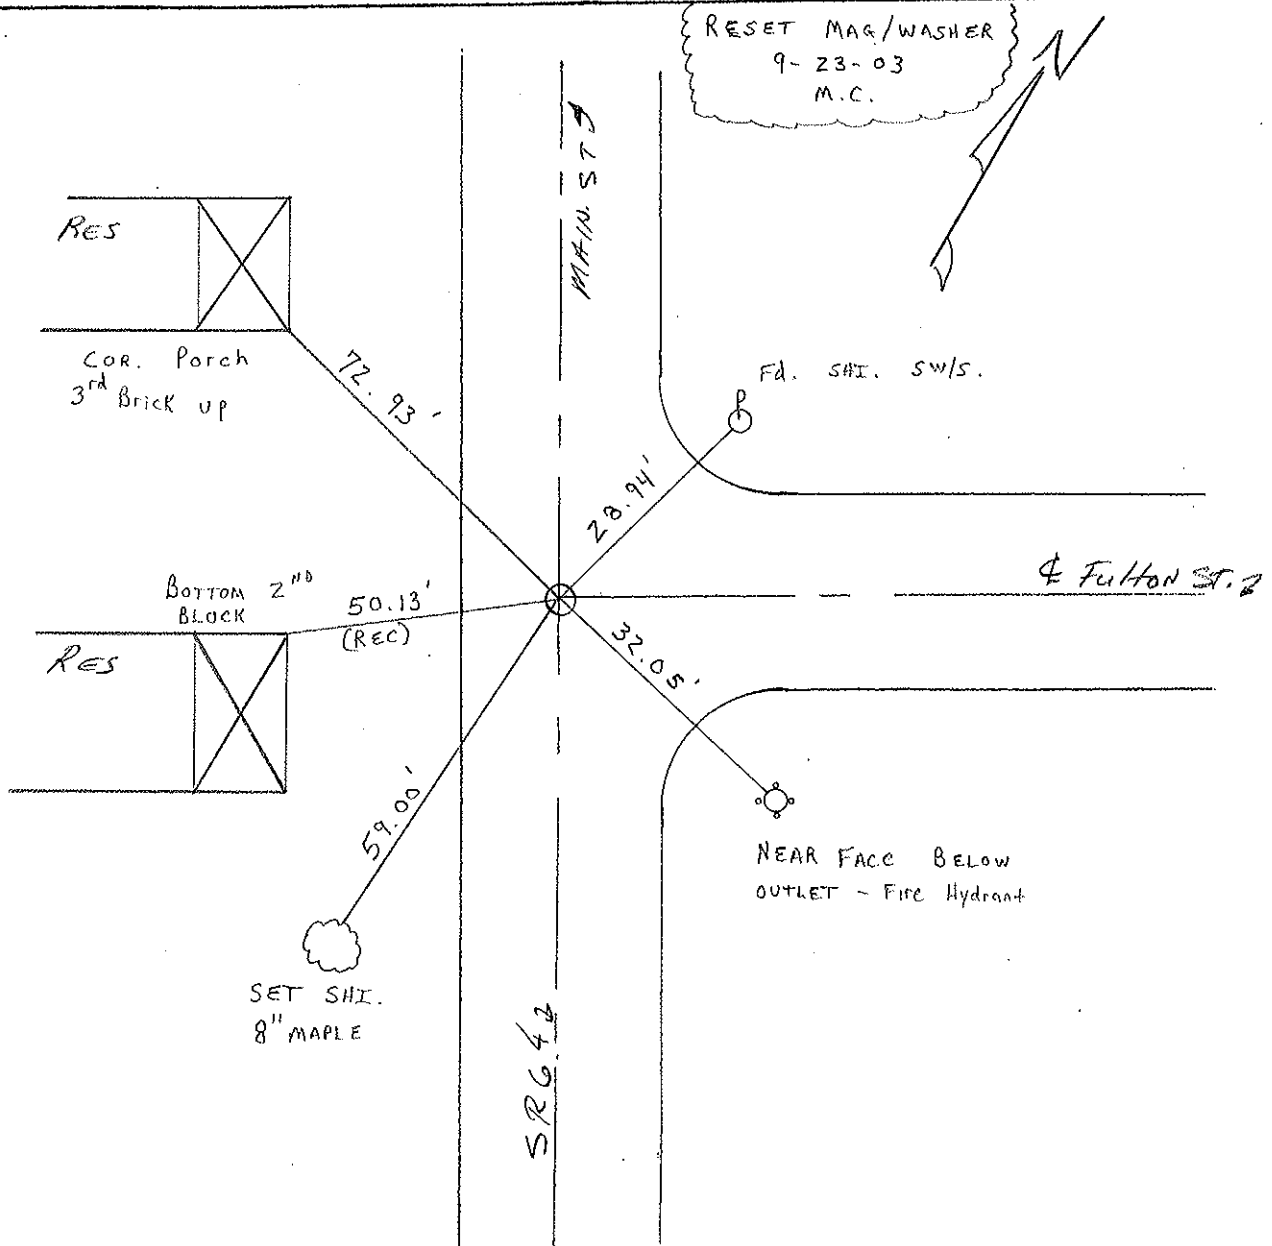 RESET MAG/WASHER
9-23-03
M.C.
N
MAIN ST
RES
COR. Porch
3rd Brick up
72.93'
Fd. SHI. SW/S.
P
28.94'
℄ Fulton ST.
BOTTOM 2ND
BLOCK
50.13'
(REC)
RES
32.05'
59.00'
NEAR FACE BELOW
OUTLET - Fire Hydrant
SET SHI.
8" MAPLE
SR 642